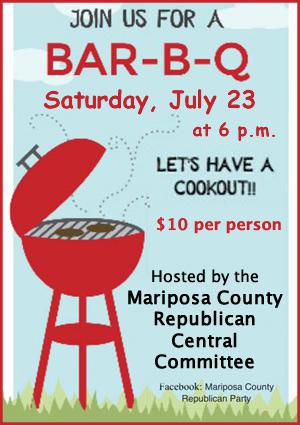 JOIN US FOR A
BAR-B-Q
Saturday, July 23
at 6 p.m.
LET'S HAVE A
COOKOUT!!
$10 per person
Hosted by the
Mariposa County
Republican
Central
Committee
Facebook: Mariposa County
Republican Party